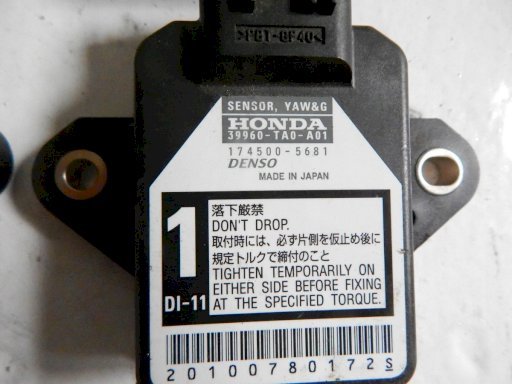 >PBT-GF40<
SENSOR, YAW&G
HONDA
39960-TA0-A01
174500-5681
DENSO
MADE IN JAPAN
1
DI-11
落下厳禁
DON'T DROP.
取付時には、必ず片側を仮止め後に
規定トルクで締付のこと
TIGHTEN TEMPORARILY ON
EITHER SIDE BEFORE FIXING
AT THE SPECIFIED TORQUE.
20100780172S